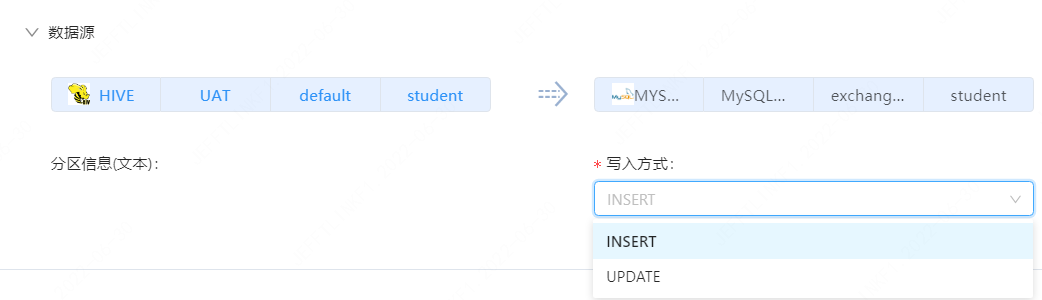 数据源
HIVE UAT default student MYS... MySQL... exchang... student
分区信息(文本): * 写入方式:
INSERT
INSERT
UPDATE